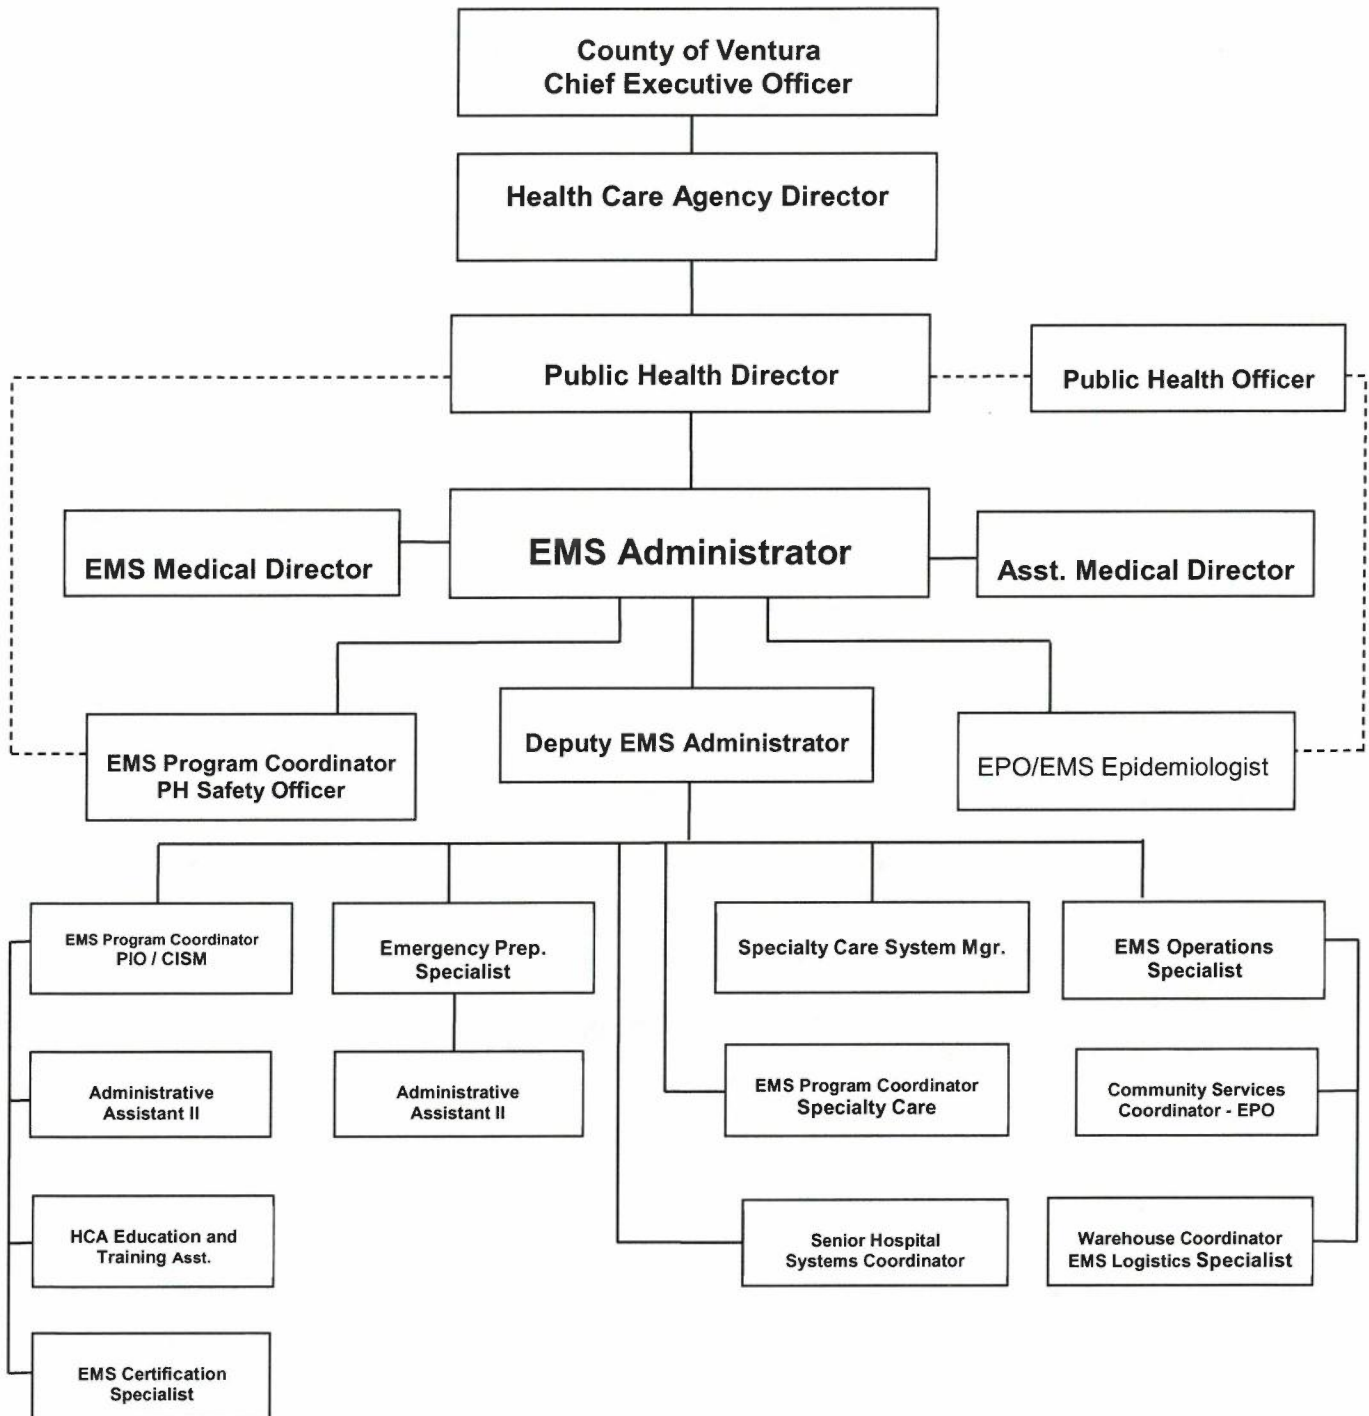 County of Ventura
Chief Executive Officer
Health Care Agency Director
Public Health Director
Public Health Officer
EMS Medical Director
EMS Administrator
Asst. Medical Director
EMS Program Coordinator
PH Safety Officer
Deputy EMS Administrator
EPO/EMS Epidemiologist
EMS Program Coordinator
PIO / CISM
Emergency Prep.
Specialist
Specialty Care System Mgr.
EMS Operations
Specialist
Administrative
Assistant II
Administrative
Assistant II
EMS Program Coordinator
Specialty Care
Community Services
Coordinator - EPO
HCA Education and
Training Asst.
Senior Hospital
Systems Coordinator
Warehouse Coordinator
EMS Logistics Specialist
EMS Certification
Specialist